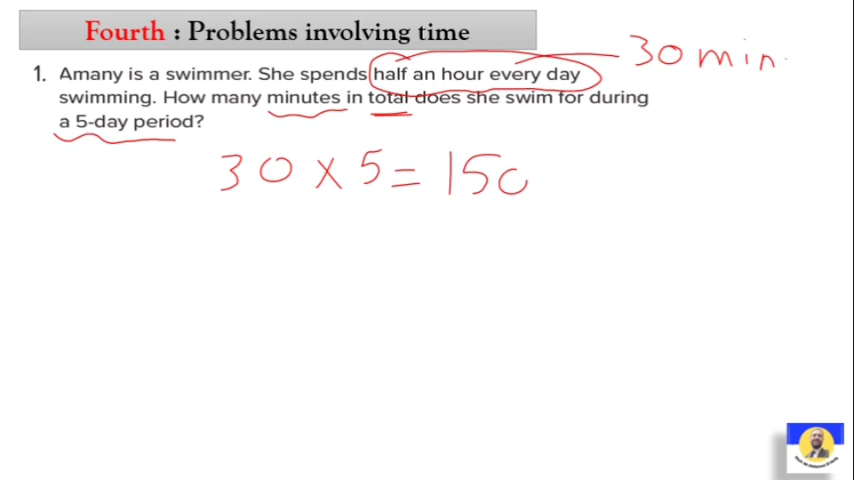 Fourth : Problems involving time
30 min
1. Amany is a swimmer. She spends half an hour every day
swimming. How many minutes in total does she swim for during
a 5-day period?
30 × 5 = 150